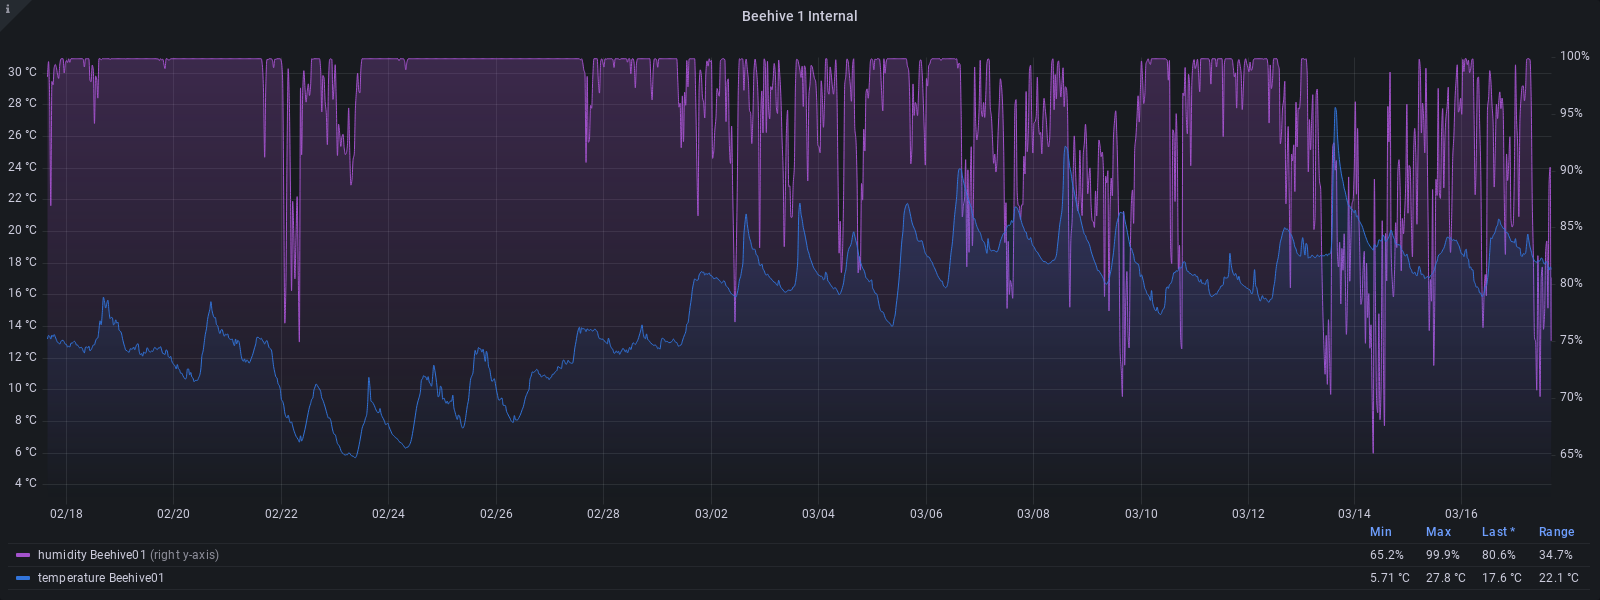 i
Beehive 1 Internal
30 °C
28 °C
26 °C
24 °C
22 °C
20 °C
18 °C
16 °C
14 °C
12 °C
10 °C
8 °C
6 °C
4 °C
100%
95%
90%
85%
80%
75%
70%
65%
02/18 02/20 02/22 02/24 02/26 02/28 03/02 03/04 03/06 03/08 03/10 03/12 03/14 03/16
Min Max Last * Range
humidity Beehive01 (right y-axis) 65.2% 99.9% 80.6% 34.7%
temperature Beehive01 5.71 °C 27.8 °C 17.6 °C 22.1 °C